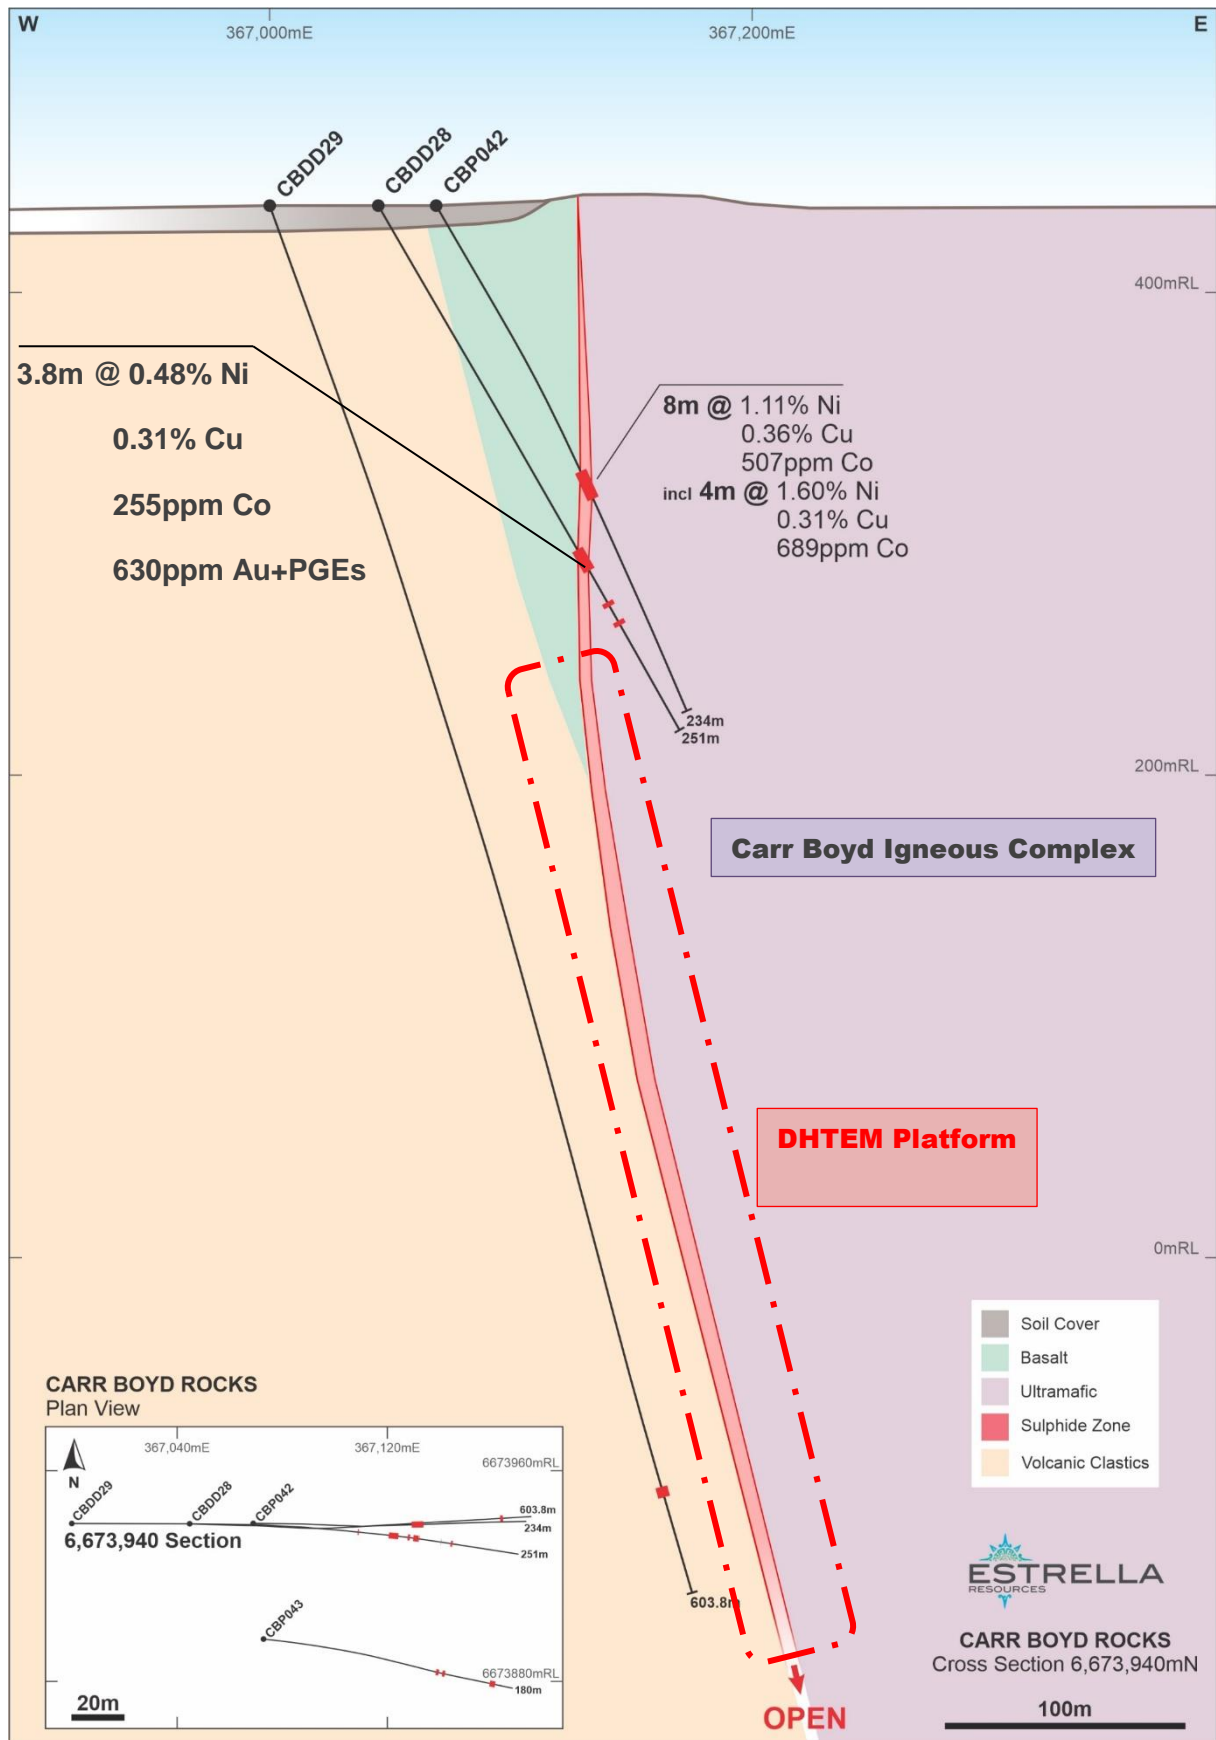 W
367,000mE
367,200mE
E
CBDD29
CBDD28
CBP042
400mRL
3.8m @ 0.48% Ni
0.31% Cu
255ppm Co
630ppm Au+PGEs
8m @ 1.11% Ni
0.36% Cu
507ppm Co
incl 4m @ 1.60% Ni
0.31% Cu
689ppm Co
234m
251m
200mRL
Carr Boyd Igneous Complex
DHTEM Platform
0mRL
Soil Cover
Basalt
Ultramafic
Sulphide Zone
Volcanic Clastics
CARR BOYD ROCKS
Plan View
367,040mE
367,120mE
6673960mRL
N
CBDD29
CBDD28
CBP042
603.8m
234m
6,673,940 Section
251m
CBP043
6673880mRL
180m
20m
603.8m
OPEN
ESTRELLA
RESOURCES
CARR BOYD ROCKS
Cross Section 6,673,940mN
100m